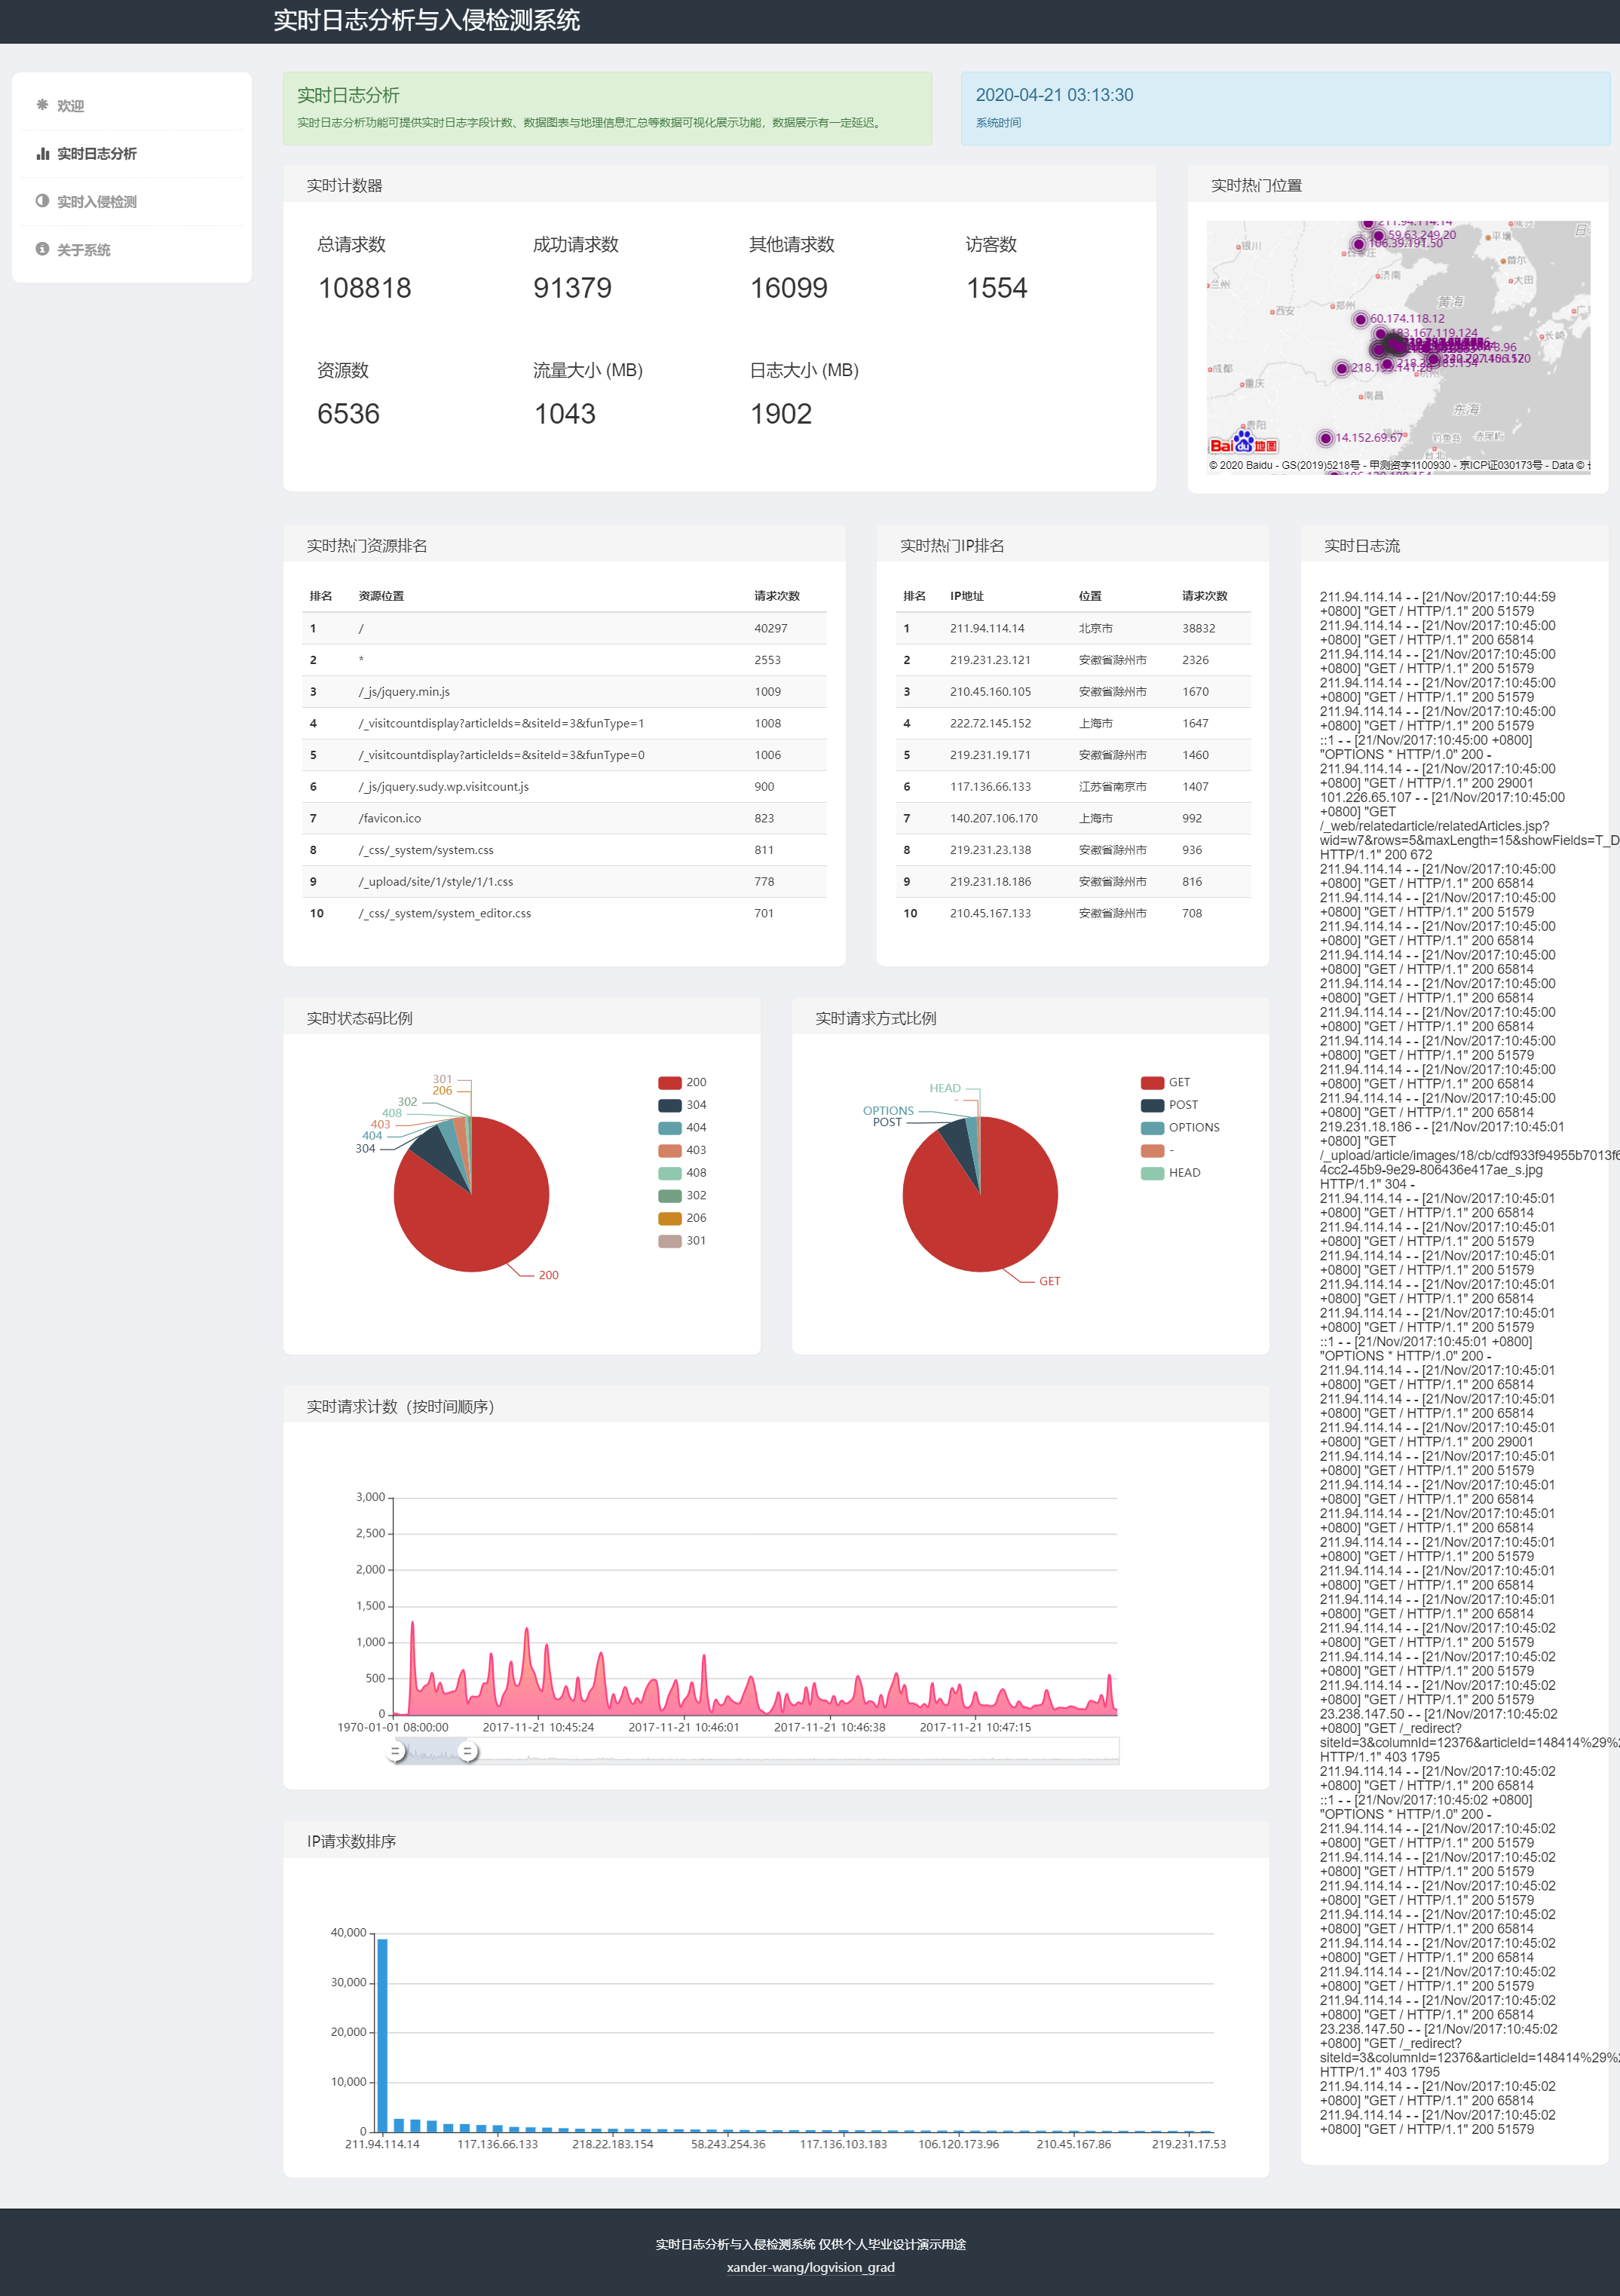 实时日志分析与入侵检测系统
欢迎
实时日志分析
实时入侵检测
关于系统
实时日志分析
实时日志分析功能可提供实时日志字段计数、数据图表与地理信息汇总等数据可视化展示功能，数据展示有一定延迟。
2020-04-21 03:13:30
系统时间
实时计数器
总请求数
成功请求数
其他请求数
访客数
108818
91379
16099
1554
资源数
流量大小 (MB)
日志大小 (MB)
6536
1043
1902
实时热门位置
211.94.114.14
59.63.249.20
106.39.191.50
银川
平壤
首尔
济南
大田
兰州
黄海
郑州
西安
60.174.118.12
183.167.119.124
长崎
成都
重庆
南昌
东海
贵阳
14.152.69.67
钓鱼岛
赤尾屿
Bai du 地图
© 2020 Baidu - GS(2019)5218号 - 甲测资字1100930 - 京ICP证030173号 - Data ©
实时热门资源排名
排名 资源位置 请求次数
1 / 40297
2 * 2553
3 /_js/jquery.min.js 1009
4 /_visitcountdisplay?articleIds=&siteId=3&funType=1 1008
5 /_visitcountdisplay?articleIds=&siteId=3&funType=0 1006
6 /_js/jquery.sudy.wp.visitcount.js 900
7 /favicon.ico 823
8 /_css/_system/system.css 811
9 /_upload/site/1/style/1/1.css 778
10 /_css/_system/system_editor.css 701
实时热门IP排名
排名 IP地址 位置 请求次数
1 211.94.114.14 北京市 38832
2 219.231.23.121 安徽省滁州市 2326
3 210.45.160.105 安徽省滁州市 1670
4 222.72.145.152 上海市 1647
5 219.231.19.171 安徽省滁州市 1460
6 117.136.66.133 江苏省南京市 1407
7 140.207.106.170 上海市 992
8 219.231.23.138 安徽省滁州市 936
9 219.231.18.186 安徽省滁州市 816
10 210.45.167.133 安徽省滁州市 708
实时状态码比例
301
206
302
408
403
404
304
200
200
304
404
403
408
302
206
301
实时请求方式比例
HEAD
-
OPTIONS
POST
GET
GET
POST
OPTIONS
-
HEAD
实时请求计数（按时间顺序）
3,000
2,500
2,000
1,500
1,000
500
0
1970-01-01 08:00:00
2017-11-21 10:45:24
2017-11-21 10:46:01
2017-11-21 10:46:38
2017-11-21 10:47:15
IP请求数排序
40,000
30,000
20,000
10,000
0
211.94.114.14
117.136.66.133
218.22.183.154
58.243.254.36
117.136.103.183
106.120.173.96
210.45.167.86
219.231.17.53
实时日志流
211.94.114.14 - - [21/Nov/2017:10:44:59
+0800] "GET / HTTP/1.1" 200 51579
211.94.114.14 - - [21/Nov/2017:10:45:00
+0800] "GET / HTTP/1.1" 200 65814
211.94.114.14 - - [21/Nov/2017:10:45:00
+0800] "GET / HTTP/1.1" 200 51579
211.94.114.14 - - [21/Nov/2017:10:45:00
+0800] "GET / HTTP/1.1" 200 51579
211.94.114.14 - - [21/Nov/2017:10:45:00
+0800] "GET / HTTP/1.1" 200 51579
::1 - - [21/Nov/2017:10:45:00 +0800]
"OPTIONS * HTTP/1.0" 200 -
211.94.114.14 - - [21/Nov/2017:10:45:00
+0800] "GET / HTTP/1.1" 200 29001
101.226.65.107 - - [21/Nov/2017:10:45:00
+0800] "GET
/_web/relatedarticle/relatedArticles.jsp?
wid=w7&rows=5&maxLength=15&showFields=T_D
HTTP/1.1" 200 672
211.94.114.14 - - [21/Nov/2017:10:45:00
+0800] "GET / HTTP/1.1" 200 65814
211.94.114.14 - - [21/Nov/2017:10:45:00
+0800] "GET / HTTP/1.1" 200 51579
211.94.114.14 - - [21/Nov/2017:10:45:00
+0800] "GET / HTTP/1.1" 200 65814
211.94.114.14 - - [21/Nov/2017:10:45:00
+0800] "GET / HTTP/1.1" 200 65814
211.94.114.14 - - [21/Nov/2017:10:45:00
+0800] "GET / HTTP/1.1" 200 65814
211.94.114.14 - - [21/Nov/2017:10:45:00
+0800] "GET / HTTP/1.1" 200 65814
211.94.114.14 - - [21/Nov/2017:10:45:00
+0800] "GET / HTTP/1.1" 200 51579
211.94.114.14 - - [21/Nov/2017:10:45:00
+0800] "GET / HTTP/1.1" 200 65814
211.94.114.14 - - [21/Nov/2017:10:45:00
+0800] "GET / HTTP/1.1" 200 65814
219.231.18.186 - - [21/Nov/2017:10:45:01
+0800] "GET
/_upload/article/images/18/cb/cdf933f94955b7013f6
4cc2-45b9-9e29-806436e417ae_s.jpg
HTTP/1.1" 304 -
211.94.114.14 - - [21/Nov/2017:10:45:01
+0800] "GET / HTTP/1.1" 200 65814
211.94.114.14 - - [21/Nov/2017:10:45:01
+0800] "GET / HTTP/1.1" 200 51579
211.94.114.14 - - [21/Nov/2017:10:45:01
+0800] "GET / HTTP/1.1" 200 51579
211.94.114.14 - - [21/Nov/2017:10:45:01
+0800] "GET / HTTP/1.1" 200 65814
211.94.114.14 - - [21/Nov/2017:10:45:01
+0800] "GET / HTTP/1.1" 200 51579
::1 - - [21/Nov/2017:10:45:01 +0800]
"OPTIONS * HTTP/1.0" 200 -
211.94.114.14 - - [21/Nov/2017:10:45:01
+0800] "GET / HTTP/1.1" 200 65814
211.94.114.14 - - [21/Nov/2017:10:45:01
+0800] "GET / HTTP/1.1" 200 65814
211.94.114.14 - - [21/Nov/2017:10:45:01
+0800] "GET / HTTP/1.1" 200 29001
211.94.114.14 - - [21/Nov/2017:10:45:01
+0800] "GET / HTTP/1.1" 200 51579
211.94.114.14 - - [21/Nov/2017:10:45:01
+0800] "GET / HTTP/1.1" 200 65814
211.94.114.14 - - [21/Nov/2017:10:45:01
+0800] "GET / HTTP/1.1" 200 65814
211.94.114.14 - - [21/Nov/2017:10:45:01
+0800] "GET / HTTP/1.1" 200 51579
211.94.114.14 - - [21/Nov/2017:10:45:01
+0800] "GET / HTTP/1.1" 200 65814
211.94.114.14 - - [21/Nov/2017:10:45:01
+0800] "GET / HTTP/1.1" 200 65814
211.94.114.14 - - [21/Nov/2017:10:45:02
+0800] "GET / HTTP/1.1" 200 51579
211.94.114.14 - - [21/Nov/2017:10:45:02
+0800] "GET / HTTP/1.1" 200 51579
211.94.114.14 - - [21/Nov/2017:10:45:02
+0800] "GET / HTTP/1.1" 200 51579
23.238.147.50 - - [21/Nov/2017:10:45:02
+0800] "GET /_redirect?
siteId=3&columnId=12376&articleId=148414%29%2
HTTP/1.1" 403 1795
211.94.114.14 - - [21/Nov/2017:10:45:02
+0800] "GET / HTTP/1.1" 200 65814
::1 - - [21/Nov/2017:10:45:02 +0800]
"OPTIONS * HTTP/1.0" 200 -
211.94.114.14 - - [21/Nov/2017:10:45:02
+0800] "GET / HTTP/1.1" 200 51579
211.94.114.14 - - [21/Nov/2017:10:45:02
+0800] "GET / HTTP/1.1" 200 51579
211.94.114.14 - - [21/Nov/2017:10:45:02
+0800] "GET / HTTP/1.1" 200 51579
211.94.114.14 - - [21/Nov/2017:10:45:02
+0800] "GET / HTTP/1.1" 200 65814
211.94.114.14 - - [21/Nov/2017:10:45:02
+0800] "GET / HTTP/1.1" 200 65814
211.94.114.14 - - [21/Nov/2017:10:45:02
+0800] "GET / HTTP/1.1" 200 51579
211.94.114.14 - - [21/Nov/2017:10:45:02
+0800] "GET / HTTP/1.1" 200 65814
23.238.147.50 - - [21/Nov/2017:10:45:02
+0800] "GET /_redirect?
siteId=3&columnId=12376&articleId=148414%29%2
HTTP/1.1" 403 1795
211.94.114.14 - - [21/Nov/2017:10:45:02
+0800] "GET / HTTP/1.1" 200 65814
211.94.114.14 - - [21/Nov/2017:10:45:02
+0800] "GET / HTTP/1.1" 200 51579
实时日志分析与入侵检测系统 仅供个人毕业设计演示用途
xander-wang/logvision_grad